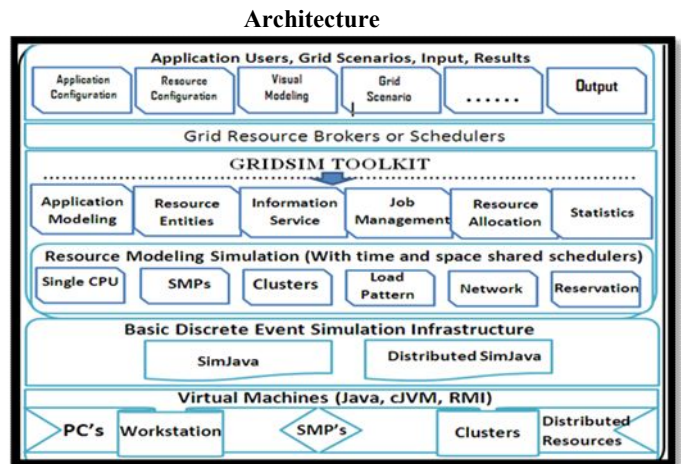 Architecture
Application Users, Grid Scenarios, Input, Results
Application Configuration
Resource Configuration
Visual Modeling
Grid Scenario
......
Output
Grid Resource Brokers or Schedulers
GRIDSIM TOOLKIT
Application Modeling
Resource Entities
Information Service
Job Management
Resource Allocation
Statistics
Resource Modeling Simulation (With time and space shared schedulers)
Single CPU
SMPs
Clusters
Load Pattern
Network
Reservation
Basic Discrete Event Simulation Infrastructure
SimJava
Distributed SimJava
Virtual Machines (Java, cJVM, RMI)
PC's
Workstation
SMP's
Clusters
Distributed Resources